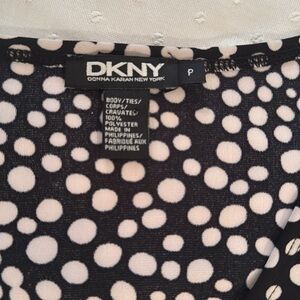 DKNY
DONNA KARAN NEW YORK
P
BODY/TIES/
CORPS/
CRAVATES:
100%
POLYESTER
MADE IN
PHILIPPINES/
FABRIQUÉ AUX
PHILIPPINES